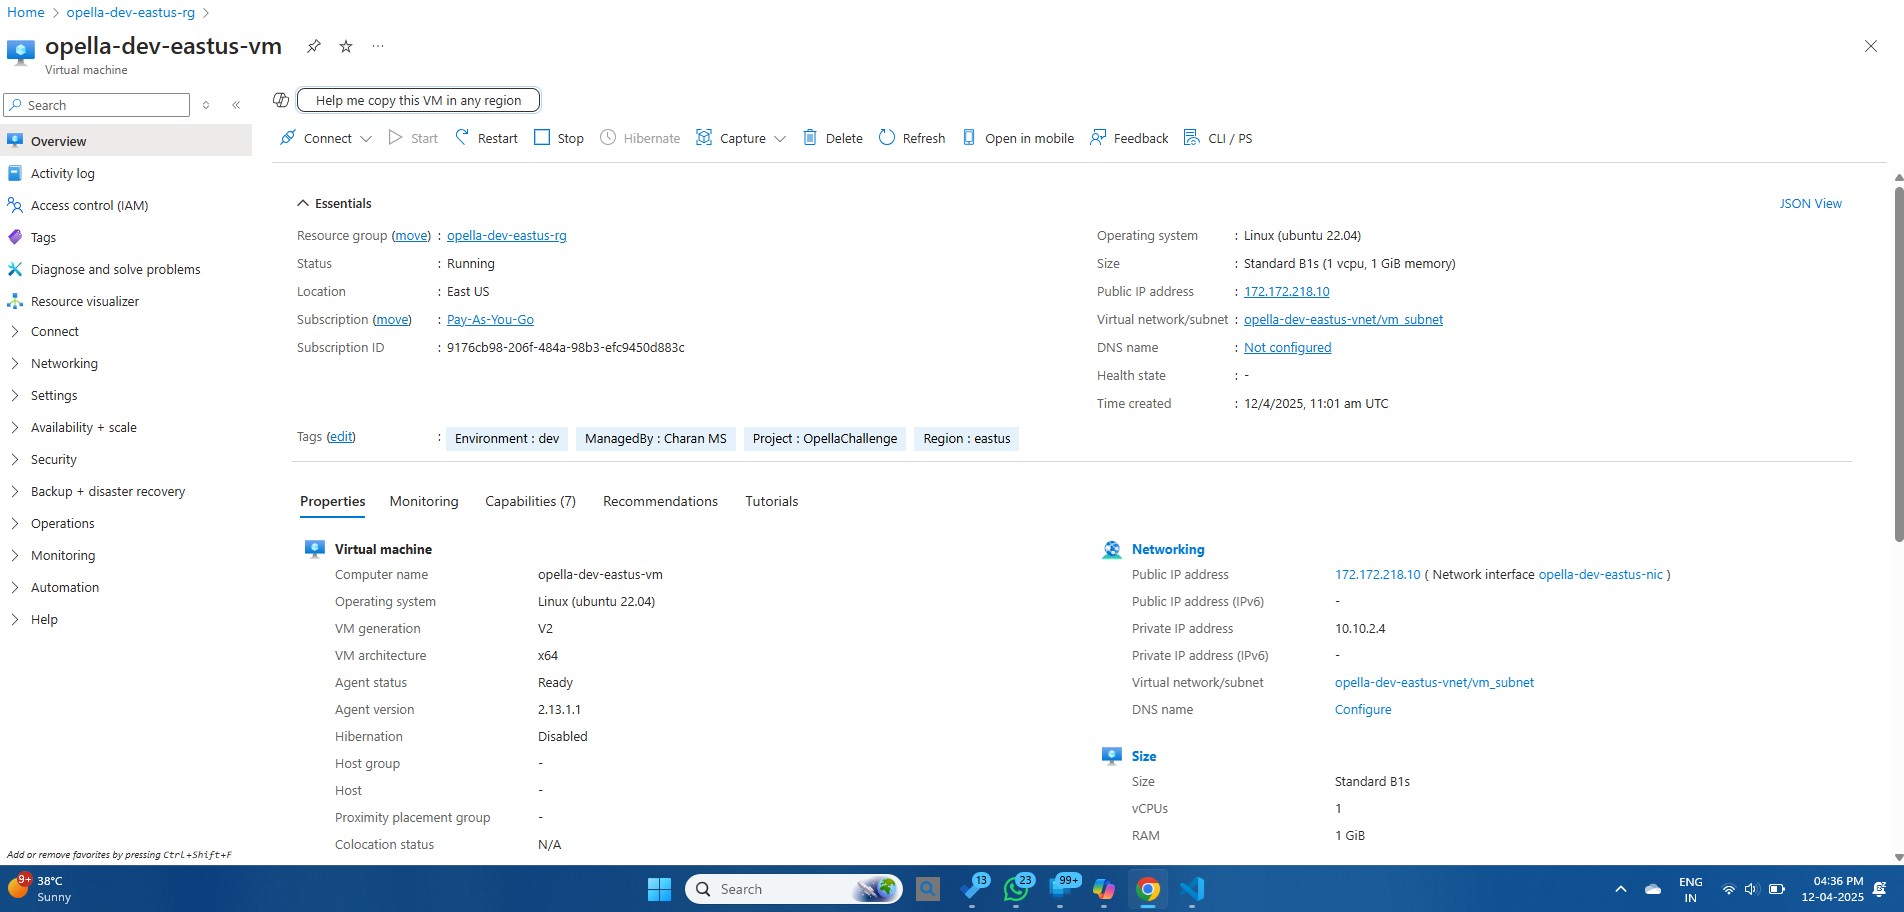 Home > opella-dev-eastus-rg >
opella-dev-eastus-vm ...
Virtual machine
Search
Overview
Activity log
Access control (IAM)
Tags
Diagnose and solve problems
Resource visualizer
Connect
Networking
Settings
Availability + scale
Security
Backup + disaster recovery
Operations
Monitoring
Automation
Help
Add or remove favorites by pressing Ctrl+Shift+F
Help me copy this VM in any region
Connect Start Restart Stop Hibernate Capture Delete Refresh Open in mobile Feedback CLI / PS
Essentials
JSON View
Resource group (move) : opella-dev-eastus-rg
Status : Running
Location : East US
Subscription (move) : Pay-As-You-Go
Subscription ID : 9176cb98-206f-484a-98b3-efc9450d883c
Operating system : Linux (ubuntu 22.04)
Size : Standard B1s (1 vcpu, 1 GiB memory)
Public IP address : 172.172.218.10
Virtual network/subnet : opella-dev-eastus-vnet/vm_subnet
DNS name : Not configured
Health state : -
Time created : 12/4/2025, 11:01 am UTC
Tags (edit) : Environment : dev ManagedBy : Charan MS Project : OpellaChallenge Region : eastus
Properties Monitoring Capabilities (7) Recommendations Tutorials
Virtual machine
Computer name opella-dev-eastus-vm
Operating system Linux (ubuntu 22.04)
VM generation V2
VM architecture x64
Agent status Ready
Agent version 2.13.1.1
Hibernation Disabled
Host group -
Host -
Proximity placement group -
Colocation status N/A
Networking
Public IP address 172.172.218.10 ( Network interface opella-dev-eastus-nic )
Public IP address (IPv6) -
Private IP address 10.10.2.4
Private IP address (IPv6) -
Virtual network/subnet opella-dev-eastus-vnet/vm_subnet
DNS name Configure
Size
Size Standard B1s
vCPUs 1
RAM 1 GiB
9+
38°C
Sunny
Search
13
23
99+
ENG
IN
04:36 PM
12-04-2025